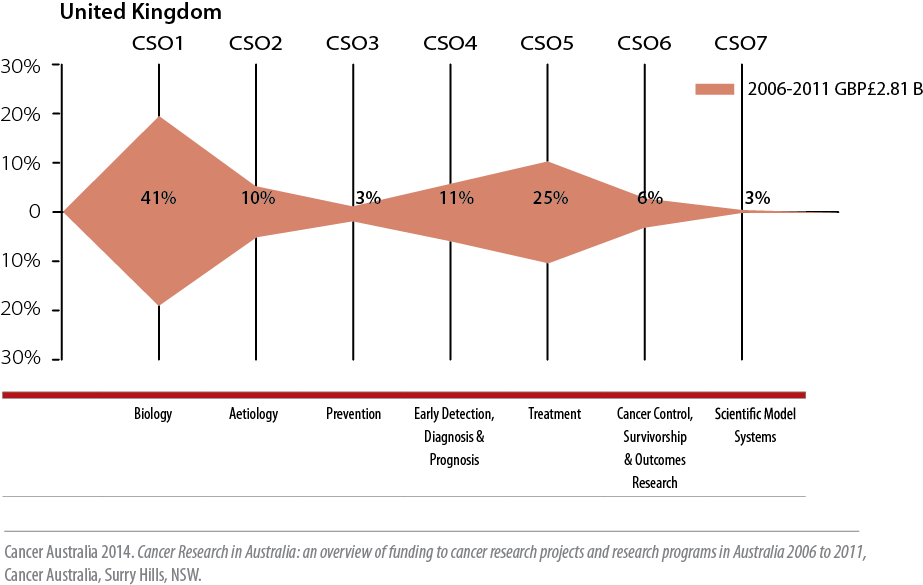 United Kingdom
CSO1 CSO2 CSO3 CSO4 CSO5 CSO6 CSO7
30%
2006-2011 GBP£2.81 B
20%
10%
41% 10% 3% 11% 25% 6% 3%
0
10%
20%
30%
Biology Aetiology Prevention Early Detection, Treatment Cancer Control, Scientific Model
Diagnosis & Survivorship Systems
Prognosis & Outcomes
Research
Cancer Australia 2014. Cancer Research in Australia: an overview of funding to cancer research projects and research programs in Australia 2006 to 2011,
Cancer Australia, Surry Hills, NSW.